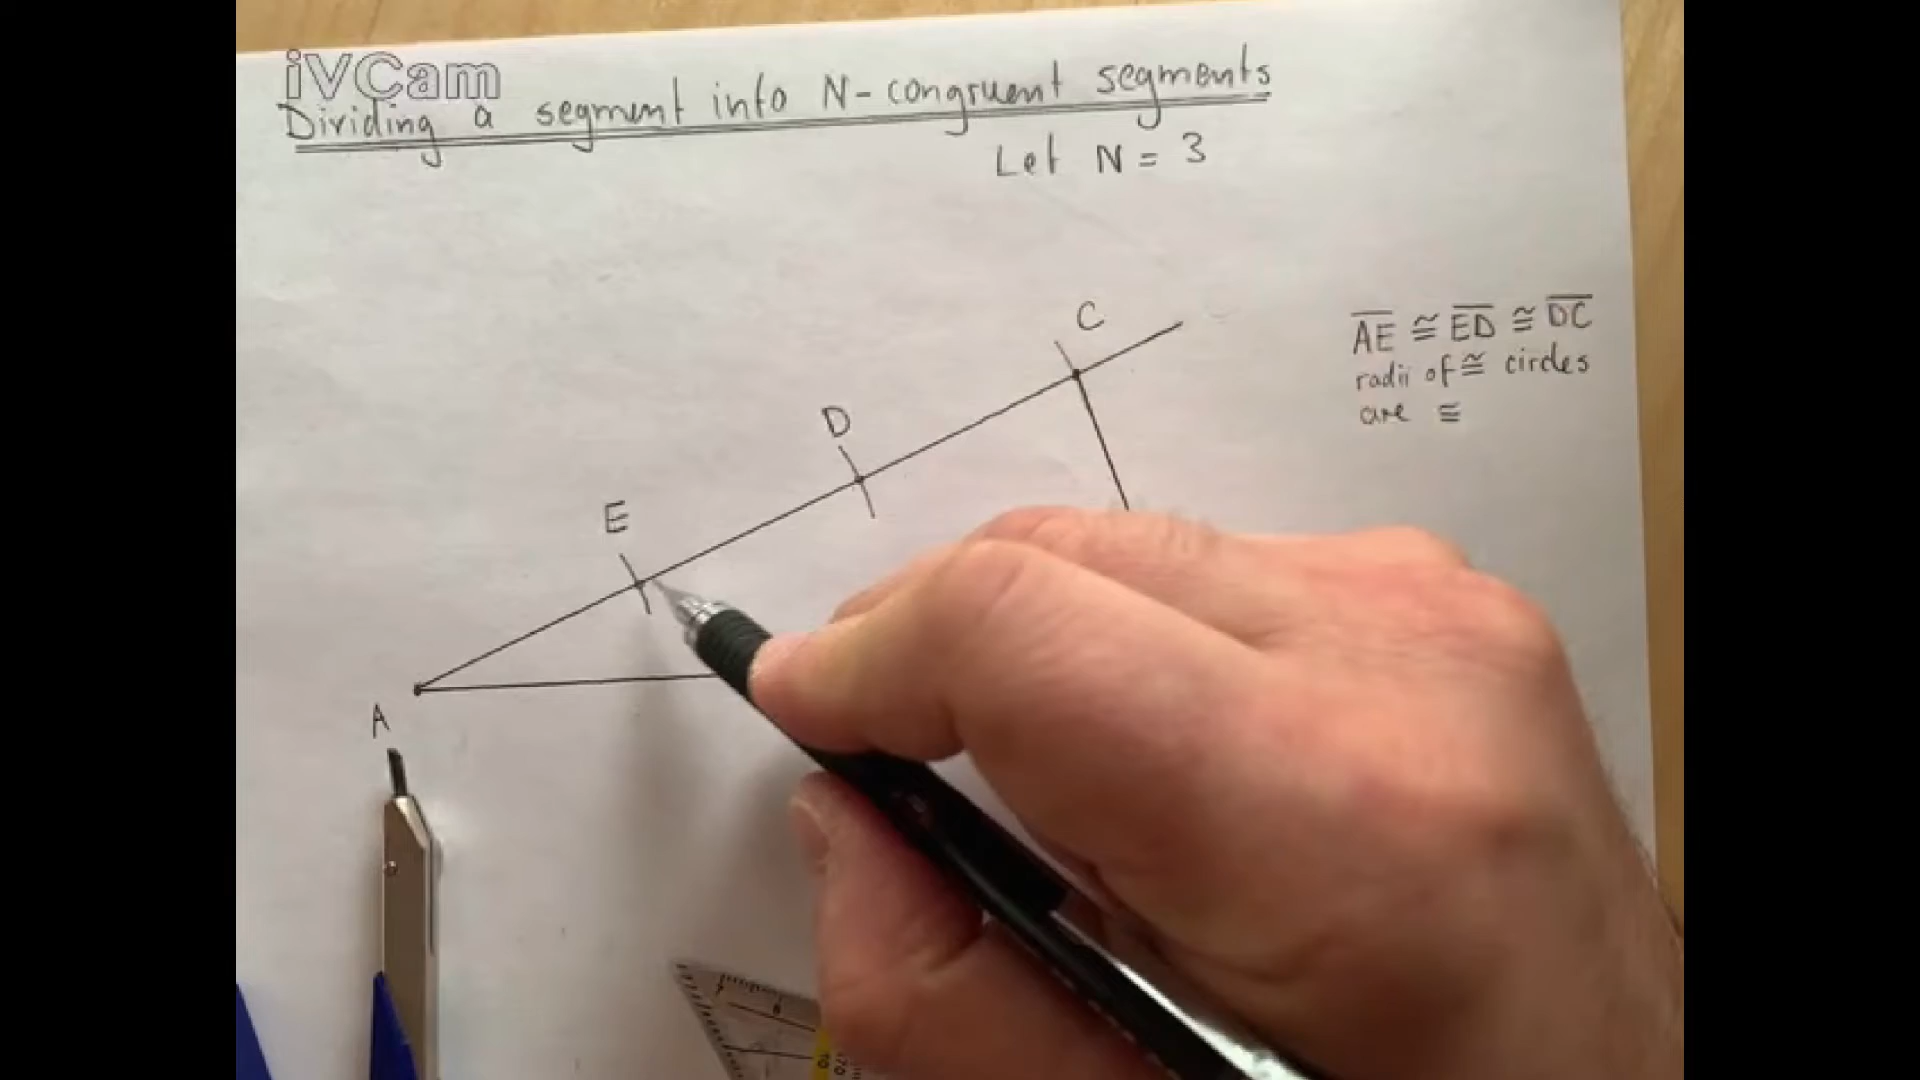 iVCam
Dividing a segment into N-congruent segments
Let N = 3
C
D
E
A
AE ≅ ED ≅ DC
radii of ≅ circles
are ≅